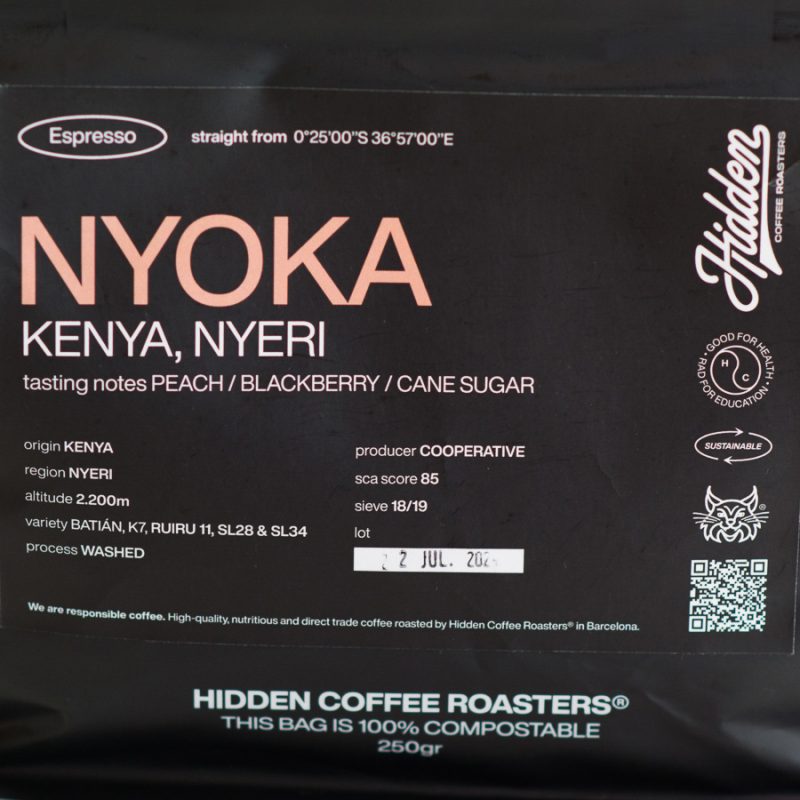 Espresso
straight from 0°25'00"S 36°57'00"E
NYOKA
KENYA, NYERI
tasting notes PEACH / BLACKBERRY / CANE SUGAR
origin KENYA
region NYERI
altitude 2.200m
variety BATIÁN, K7, RUIRU 11, SL28 & SL34
process WASHED
producer COOPERATIVE
sca score 85
sieve 18/19
lot
2 JUL.
We are responsible coffee. High-quality, nutritious and direct trade coffee roasted by Hidden Coffee Roasters® in Barcelona.
Hidden
COFFEE ROASTERS
• GOOD FOR HEALTH •
RAD FOR EDUCATION
H C
SUSTAINABLE
®
HIDDEN COFFEE ROASTERS®
THIS BAG IS 100% COMPOSTABLE
250gr